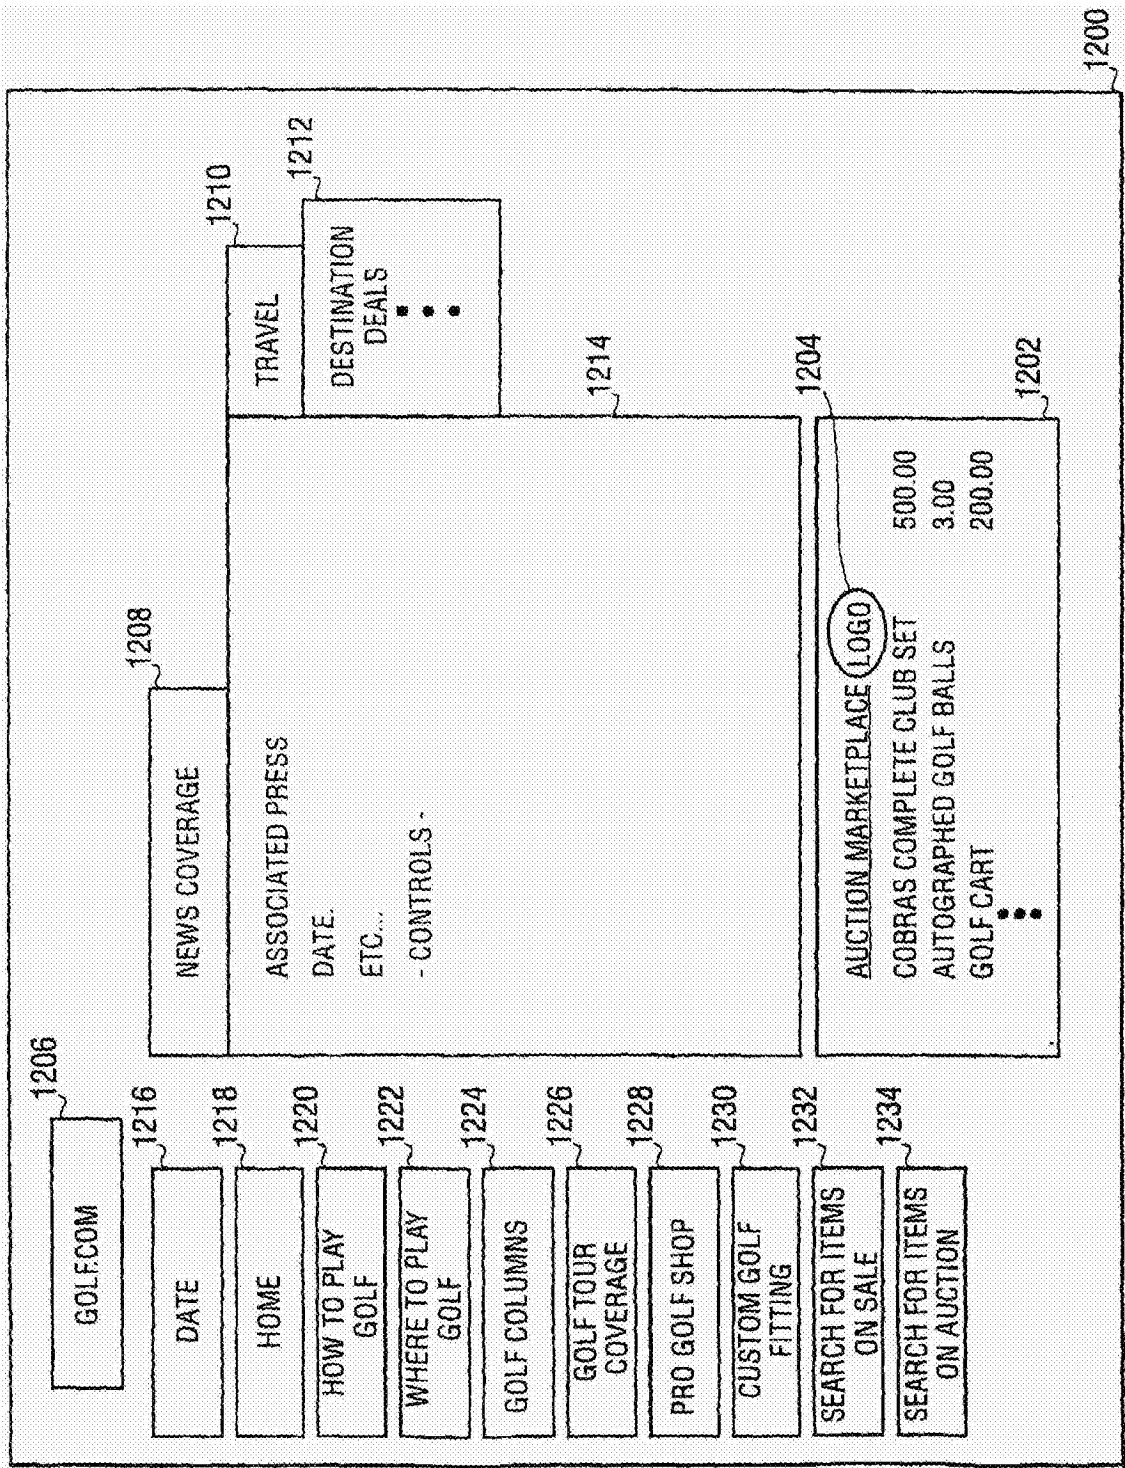 GOLF.COM
1206
DATE
1216
HOME
1218
HOW TO PLAY
GOLF
1220
WHERE TO PLAY
GOLF
1222
GOLF COLUMNS
1224
GOLF TOUR
COVERAGE
1226
PRO GOLF SHOP
1228
CUSTOM GOLF
FITTING
1230
SEARCH FOR ITEMS
ON SALE
1232
SEARCH FOR ITEMS
ON AUCTION
1234
NEWS COVERAGE
1208
ASSOCIATED PRESS
DATE.
ETC...
- CONTROLS -
1214
TRAVEL
1210
DESTINATION
DEALS
1212
AUCTION MARKETPLACE LOGO
1204
COBRAS COMPLETE CLUB SET 500.00
AUTOGRAPHED GOLF BALLS 3.00
GOLF CART 200.00
1202
1200